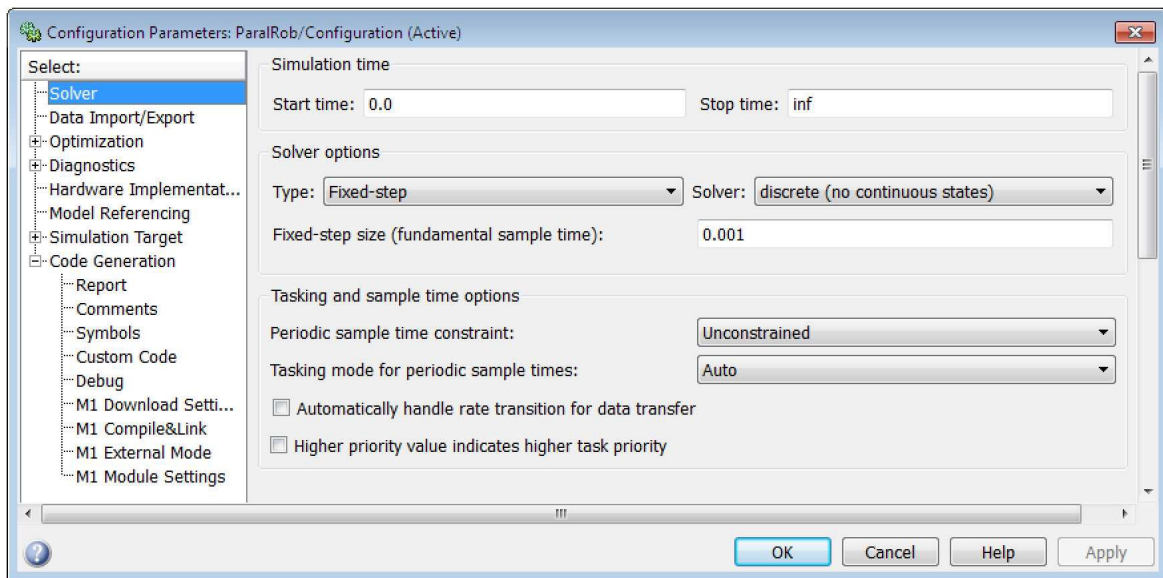 Configuration Parameters: ParalRob/Configuration (Active)
Select:
Solver
Data Import/Export
Optimization
Diagnostics
Hardware Implementat...
Model Referencing
Simulation Target
Code Generation
Report
Comments
Symbols
Custom Code
Debug
M1 Download Setti...
M1 Compile&Link
M1 External Mode
M1 Module Settings
Simulation time
Start time: 0.0 Stop time: inf
Solver options
Type: Fixed-step Solver: discrete (no continuous states)
Fixed-step size (fundamental sample time): 0.001
Tasking and sample time options
Periodic sample time constraint: Unconstrained
Tasking mode for periodic sample times: Auto
Automatically handle rate transition for data transfer
Higher priority value indicates higher task priority
OK Cancel Help Apply